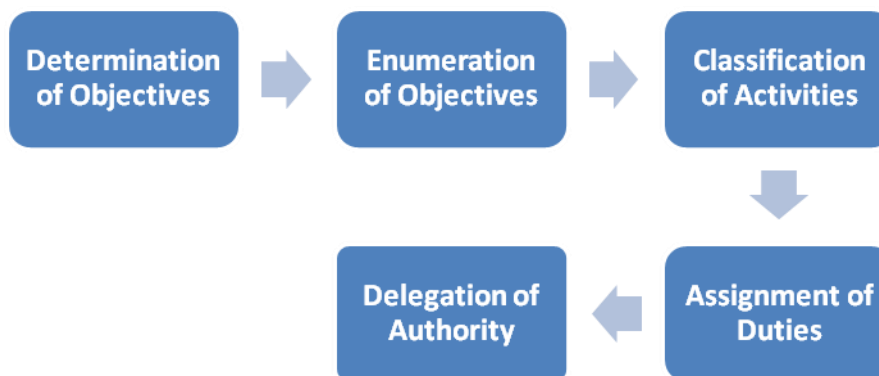 Determination
of Objectives
Enumeration
of Objectives
Classification
of Activities
Delegation of
Authority
Assignment of
Duties